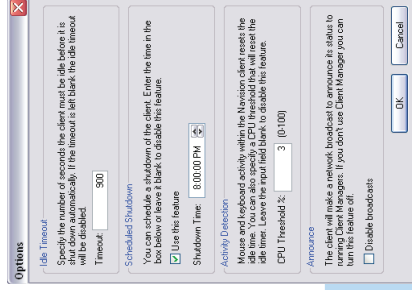 Options
Idle Timeout
Specify the number of seconds the client must be idle before it is
shut down automatically. If the timeout is left blank the idle timeout
will be disabled.
Timeout: 900
Scheduled Shutdown
You can schedule a shutdown of the client. Enter the time in the
box below or leave it blank to disable this feature.
Use this feature
Shutdown Time: 8:00:00 PM
Activity Detection
Mouse and keyboard activity within the Navision client resets the
idle time. You can also specify a CPU threshold that will reset the
idle timer. Leave the input field blank to disable this feature.
CPU Threshold %: 3 (0-100)
Announce
The client will make a network broadcast to announce its status to
running Client Managers. If you don't use Client Manager you can
turn this feature off.
Disable broadcasts
OK Cancel